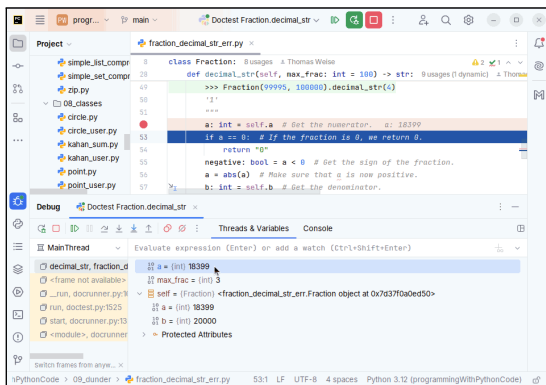 PW progr... main Doctest Fraction.decimal_str
Project
fraction_decimal_str_err.py
simple_list_compr
simple_set_compr
zip.py
08_classes
circle.py
circle_user.py
kahan_sum.py
kahan_user.py
point.py
point_user.py
8 class Fraction: 8 usages Thomas Weise 2 1
28 def decimal_str(self, max_frac: int = 100) -> str: 9 usages (1 dynamic) Thomas
49 >>> Fraction(99995, 100000).decimal_str(4)
50 '1'
51 """
a: int = self.a # Get the numerator. a: 18399
53 if a == 0: # If the fraction is 0, we return 0.
54 return "0"
55 negative: bool = a < 0 # Get the sign of the fraction.
56 a = abs(a) # Make sure that a is now positive.
57 b: int = self.b # Get the denominator.
Debug Doctest Fraction.decimal_str
Threads & Variables Console
MainThread
Evaluate expression (Enter) or add a watch (Ctrl+Shift+Enter)
decimal_str, fraction_d
<frame not available>
__run, docrunner.py:1
run, doctest.py:1525
start, docrunner.py:13
<module>, docrunner
Switch frames from anyw...
a = {int} 18399
max_frac = {int} 3
self = {Fraction} <fraction_decimal_str_err.Fraction object at 0x7d37f0a0ed50>
a = {int} 18399
b = {int} 20000
Protected Attributes
hPythonCode > 09_dunder > fraction_decimal_str_err.py 53:1 LF UTF-8 4 spaces Python 3.12 (programmingWithPythonCode)